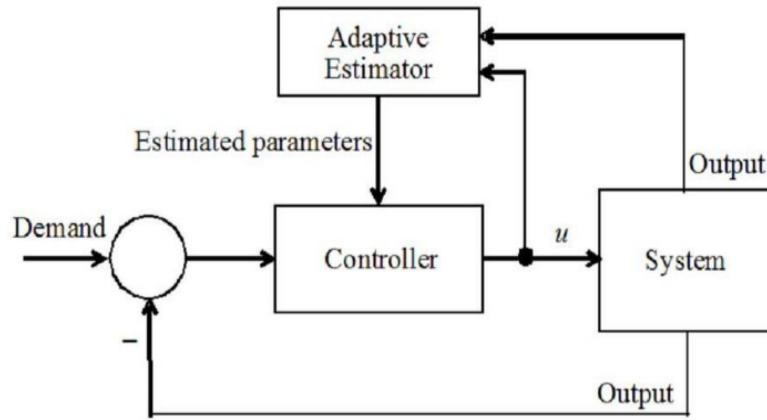 Adaptive
Estimator
Estimated parameters
Output
Demand
Controller
u
System
–
Output